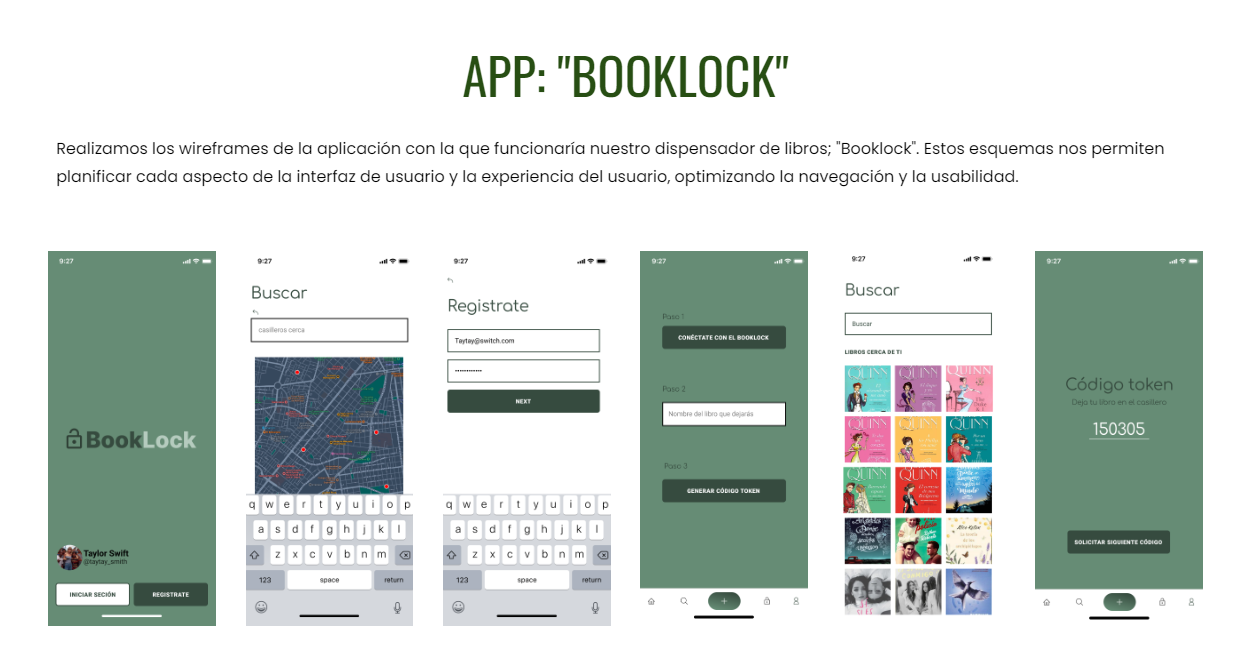 APP: "BOOKLOCK"
Realizamos los wireframes de la aplicación con la que funcionaría nuestro dispensador de libros; "Booklock". Estos esquemas nos permiten
planificar cada aspecto de la interfaz de usuario y la experiencia del usuario, optimizando la navegación y la usabilidad.
9:27
BookLock
Taylor Swift
@taytay_smith
INICIAR SECIÓN
REGISTRATE
9:27
Buscar
casilleros cerca
q w e r t y u i o p
a s d f g h j k l
z x c v b n m
123 space return
9:27
Registrate
Taytay@switch.com
NEXT
q w e r t y u i o p
a s d f g h j k l
z x c v b n m
123 space return
9:27
Paso 1
CONÉCTATE CON EL BOOKLOCK
Paso 2
Nombre del libro que dejarás
Paso 3
GENERAR CÓDIGO TOKEN
9:27
Buscar
Buscar
LIBROS CERCA DE TI
QUINN QUINN QUINN
QUINN QUINN QUINN
QUINN QUINN
9:27
Código token
Deja tu libro en el casillero
150305
SOLICITAR SIGUIENTE CÓDIGO